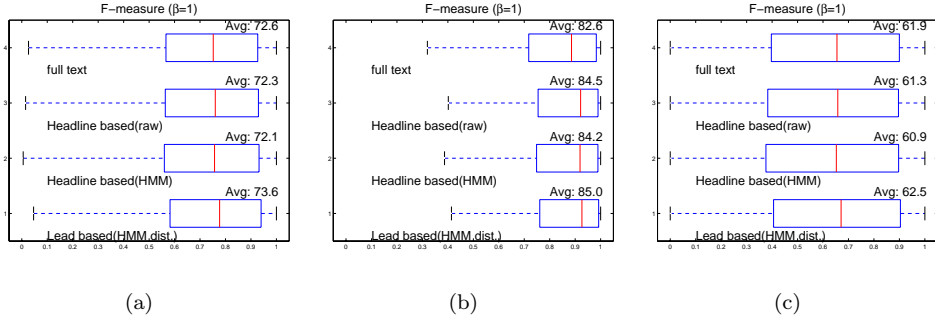 F−measure (β=1)
Avg: 72.6
4
full text
Avg: 72.3
3
Headline based(raw)
Avg: 72.1
2
Headline based(HMM)
Avg: 73.6
1
Lead based(HMM,dist.)
0 0.1 0.2 0.3 0.4 0.5 0.6 0.7 0.8 0.9 1
(a)
F−measure (β=1)
Avg: 82.6
4
full text
Avg: 84.5
3
Headline based(raw)
Avg: 84.2
2
Headline based(HMM)
Avg: 85.0
1
Lead based(HMM,dist.)
0 0.1 0.2 0.3 0.4 0.5 0.6 0.7 0.8 0.9 1
(b)
F−measure (β=1)
Avg: 61.9
4
full text
Avg: 61.3
3
Headline based(raw)
Avg: 60.9
2
Headline based(HMM)
Avg: 62.5
1
Lead based(HMM,dist.)
0 0.1 0.2 0.3 0.4 0.5 0.6 0.7 0.8 0.9 1
(c)